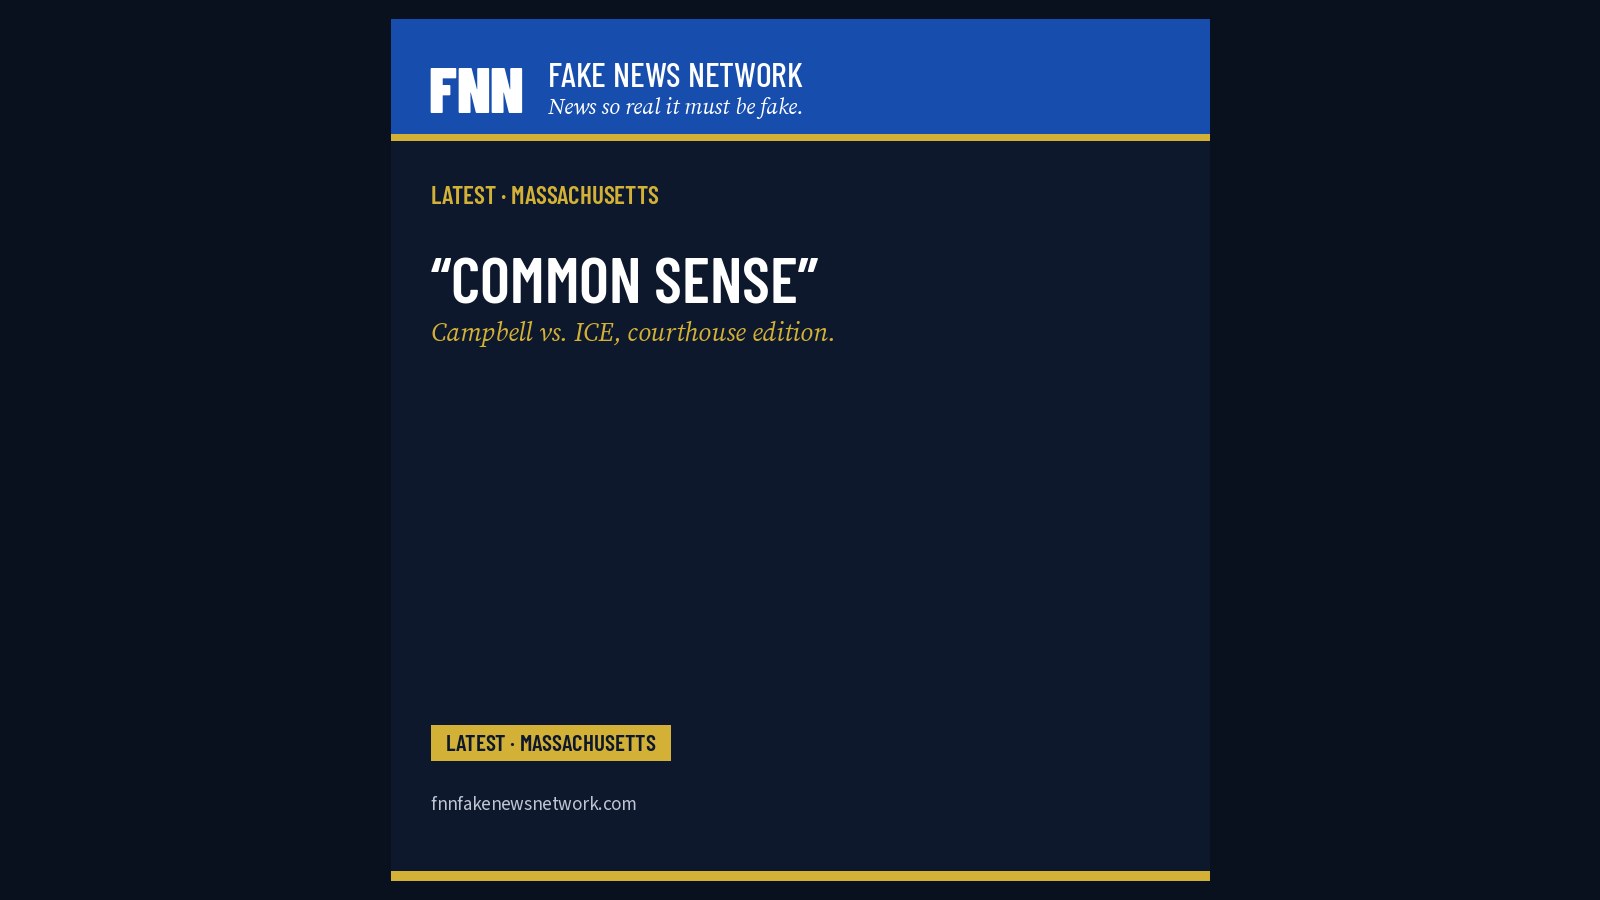 FNN
FAKE NEWS NETWORK
News so real it must be fake.
LATEST · MASSACHUSETTS
“COMMON SENSE”
Campbell vs. ICE, courthouse edition.
LATEST · MASSACHUSETTS
fnnfakenewsnetwork.com